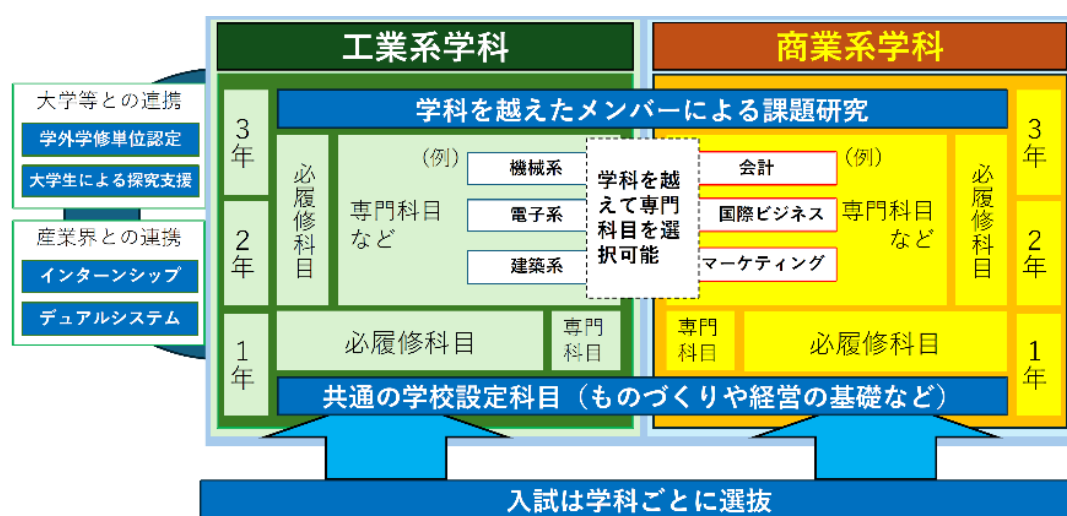 工業系学科
商業系学科
大学等との連携
学外学修単位認定
大学生による探究支援
産業界との連携
インターンシップ
デュアルシステム
学科を越えたメンバーによる課題研究
3年
2年
1年
必履修科目
(例)
専門科目
など
機械系
電子系
建築系
学科を越
えて専門
科目を選
択可能
会計
国際ビジネス
マーケティング
(例)
専門科目
など
必履修科目
3年
2年
1年
必履修科目
専門
科目
専門
科目
必履修科目
共通の学校設定科目（ものづくりや経営の基礎など）
入試は学科ごとに選抜